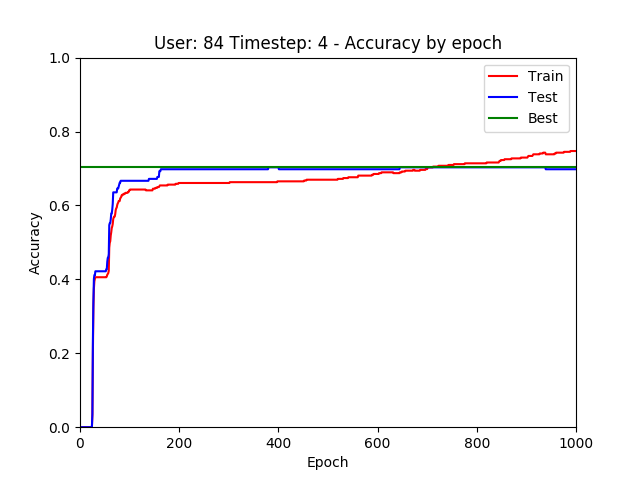 User: 84 Timestep: 4 - Accuracy by epoch
1.0
0.8
0.6
0.4
0.2
0.0
Accuracy
0 200 400 600 800 1000
Epoch
Train
Test
Best